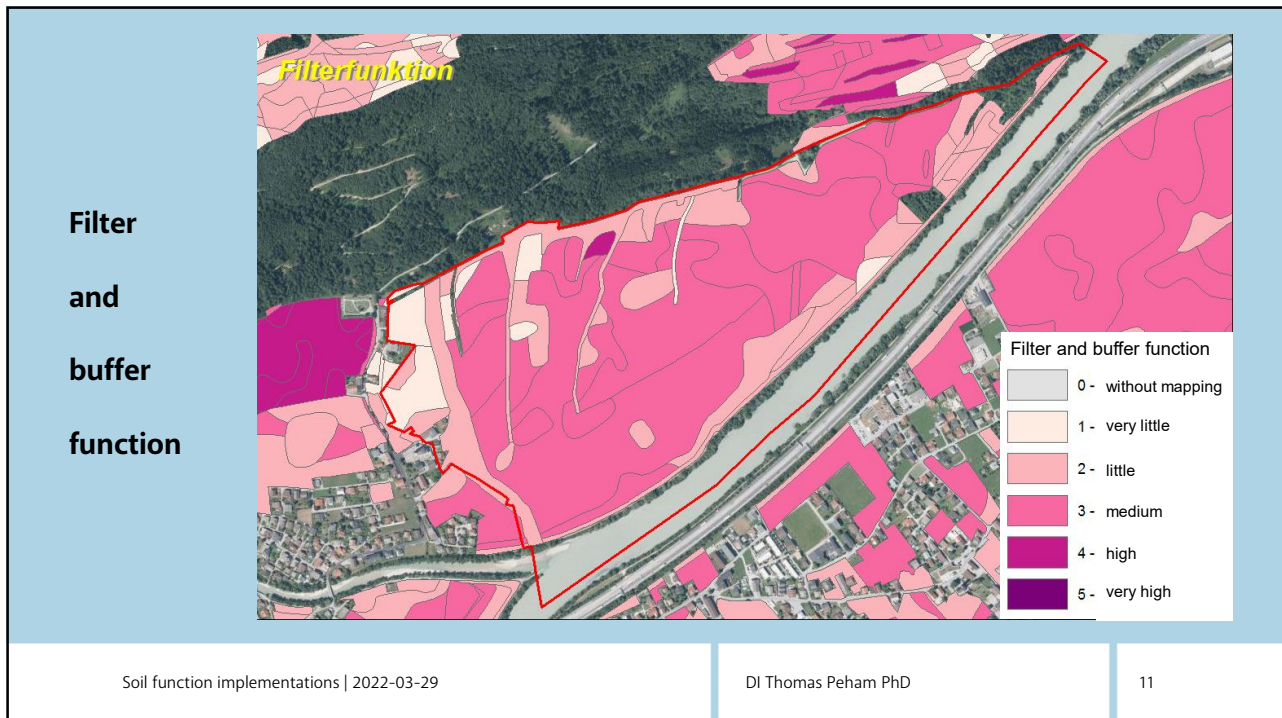 Filter
and
buffer
function
Filterfunktion
Filter and buffer function
0 - without mapping
1 - very little
2 - little
3 - medium
4 - high
5 - very high
Soil function implementations | 2022-03-29
DI Thomas Peham PhD
11